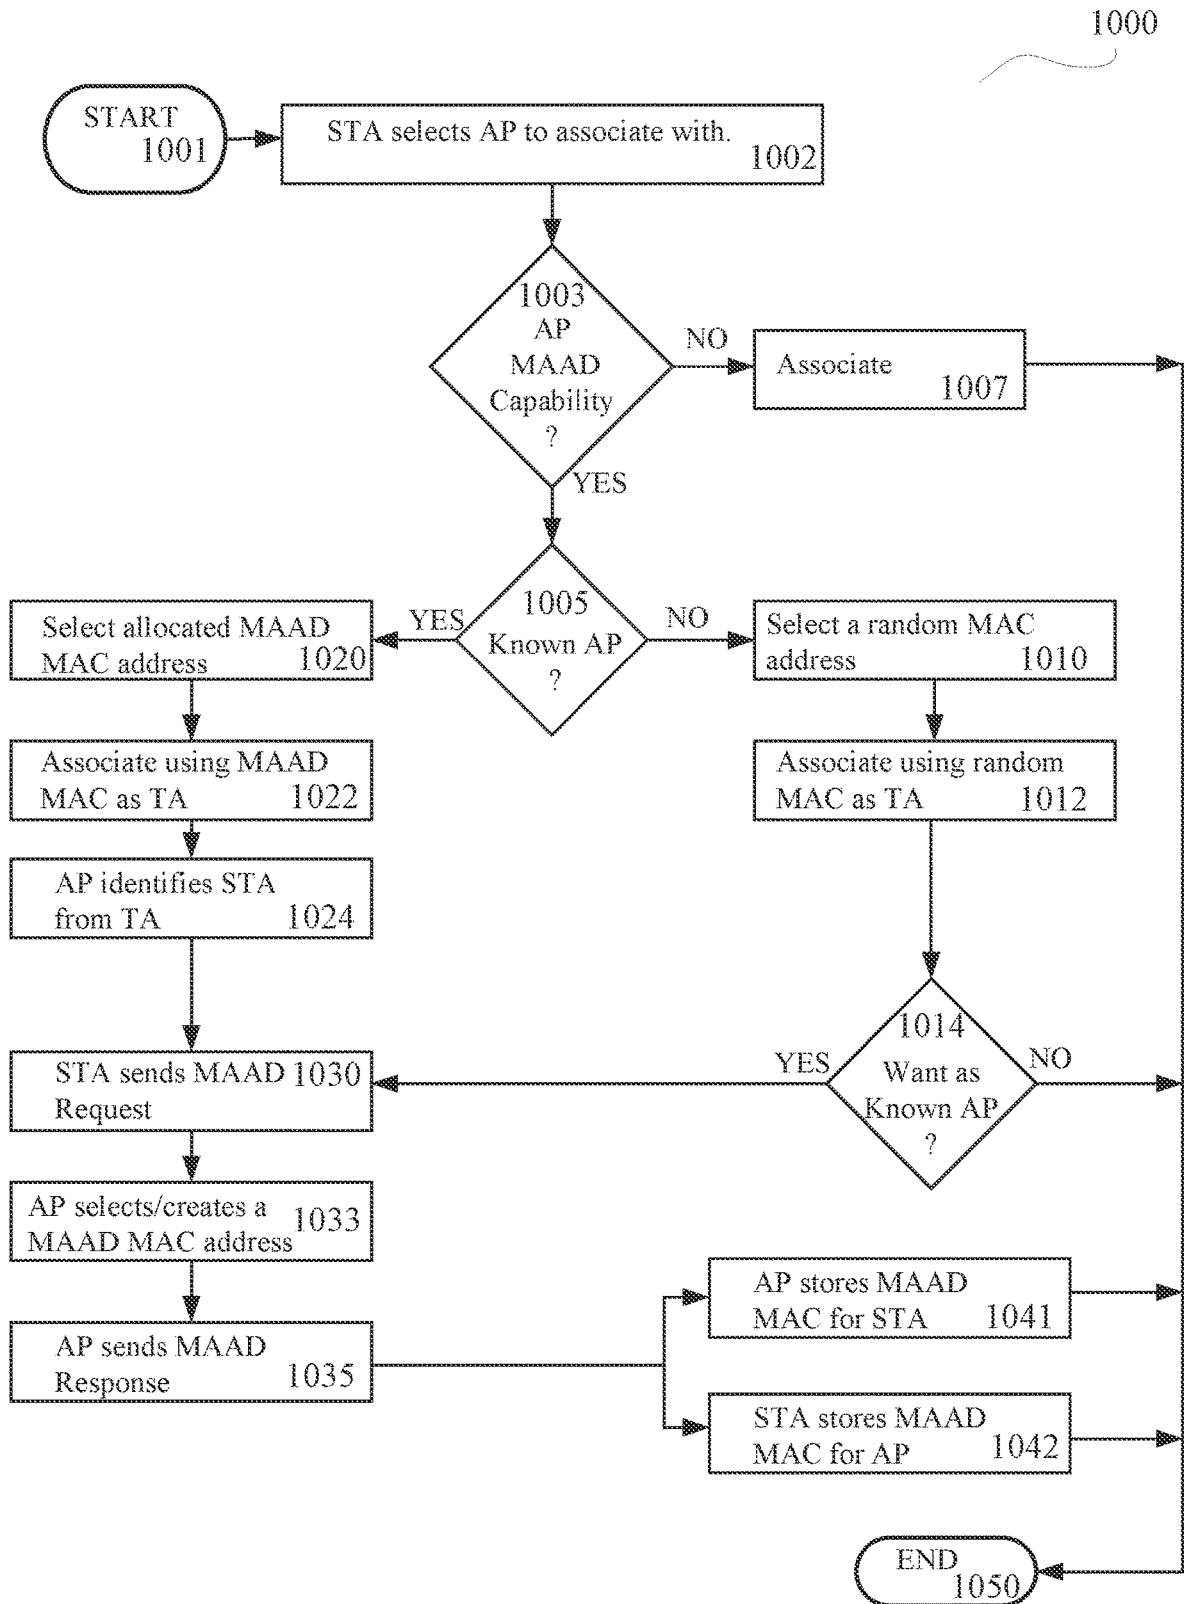 1000
START
1001
STA selects AP to associate with.
1002
1003
AP
MAAD
Capability
?
NO
Associate
1007
YES
1005
Known AP
?
YES
NO
Select allocated MAAD
MAC address 1020
Select a random MAC
address 1010
Associate using MAAD
MAC as TA 1022
Associate using random
MAC as TA 1012
AP identifies STA
from TA 1024
1014
Want as
Known AP
?
YES
NO
STA sends MAAD 1030
Request
AP selects/creates a
MAAD MAC address 1033
AP sends MAAD
Response 1035
AP stores MAAD
MAC for STA 1041
STA stores MAAD
MAC for AP 1042
END
1050